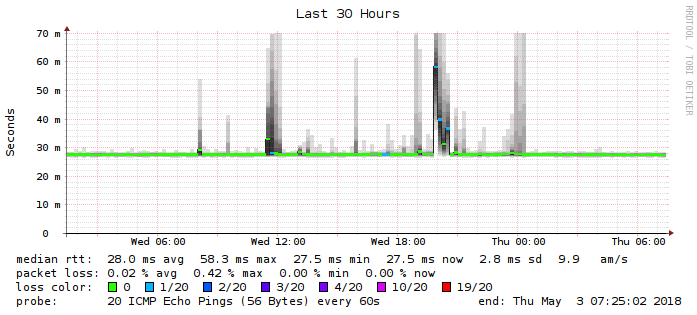 Last 30 Hours
RRDTOOL / TOBI OETIKER
Seconds
70 m
60 m
50 m
40 m
30 m
20 m
10 m
0
Wed 06:00 Wed 12:00 Wed 18:00 Thu 00:00 Thu 06:00
median rtt: 28.0 ms avg 58.3 ms max 27.5 ms min 27.5 ms now 2.8 ms sd 9.9 am/s
packet loss: 0.02 % avg 0.42 % max 0.00 % min 0.00 % now
loss color: 0 1/20 2/20 3/20 4/20 10/20 19/20
probe: 20 ICMP Echo Pings (56 Bytes) every 60s end: Thu May 3 07:25:02 2018